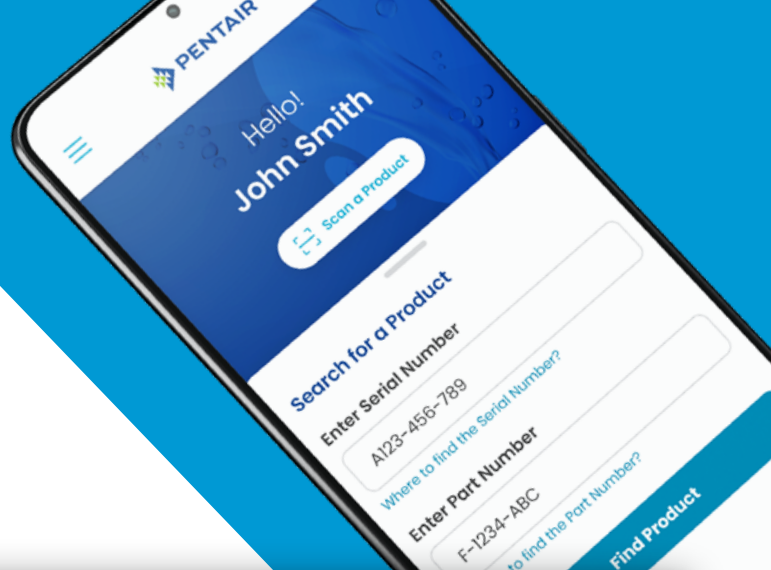 PENTAIR
Hello!
John Smith
Scan a Product
Search for a Product
Enter Serial Number
A123-456-789
Where to find the Serial Number?
Enter Part Number
F-1234-ABC
to find the Part Number?
Find Product